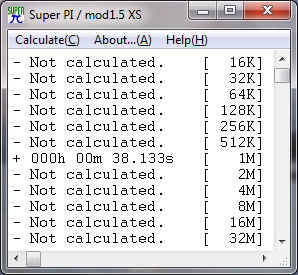 SUPER π Super PI / mod1.5 XS
Calculate(C) About...(A) Help(H)
- Not calculated. [ 16K]
- Not calculated. [ 32K]
- Not calculated. [ 64K]
- Not calculated. [ 128K]
- Not calculated. [ 256K]
- Not calculated. [ 512K]
+ 000h 00m 38.133s [ 1M]
- Not calculated. [ 2M]
- Not calculated. [ 4M]
- Not calculated. [ 8M]
- Not calculated. [ 16M]
- Not calculated. [ 32M]